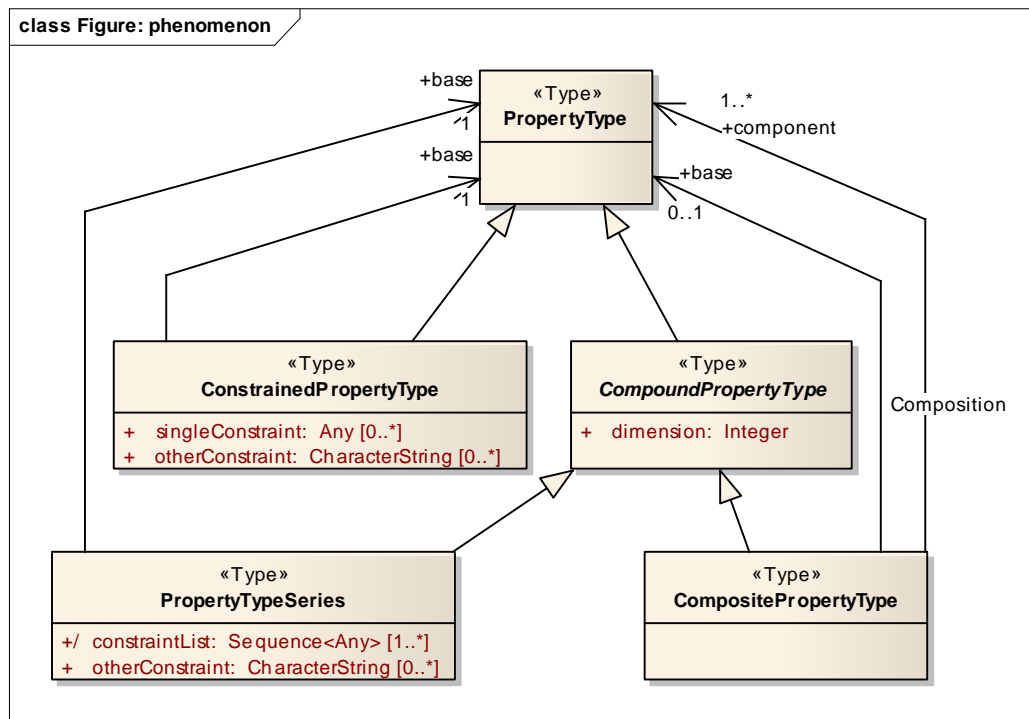 class Figure: phenomenon
«Type»
PropertyType
+base
1
+base
1
1..*
+component
+base
0..1
«Type»
ConstrainedPropertyType
+ singleConstraint: Any [0..*]
+ otherConstraint: CharacterString [0..*]
«Type»
CompoundPropertyType
+ dimension: Integer
Composition
«Type»
PropertyTypeSeries
+/ constraintList: Sequence<Any> [1..*]
+ otherConstraint: CharacterString [0..*]
«Type»
CompositePropertyType